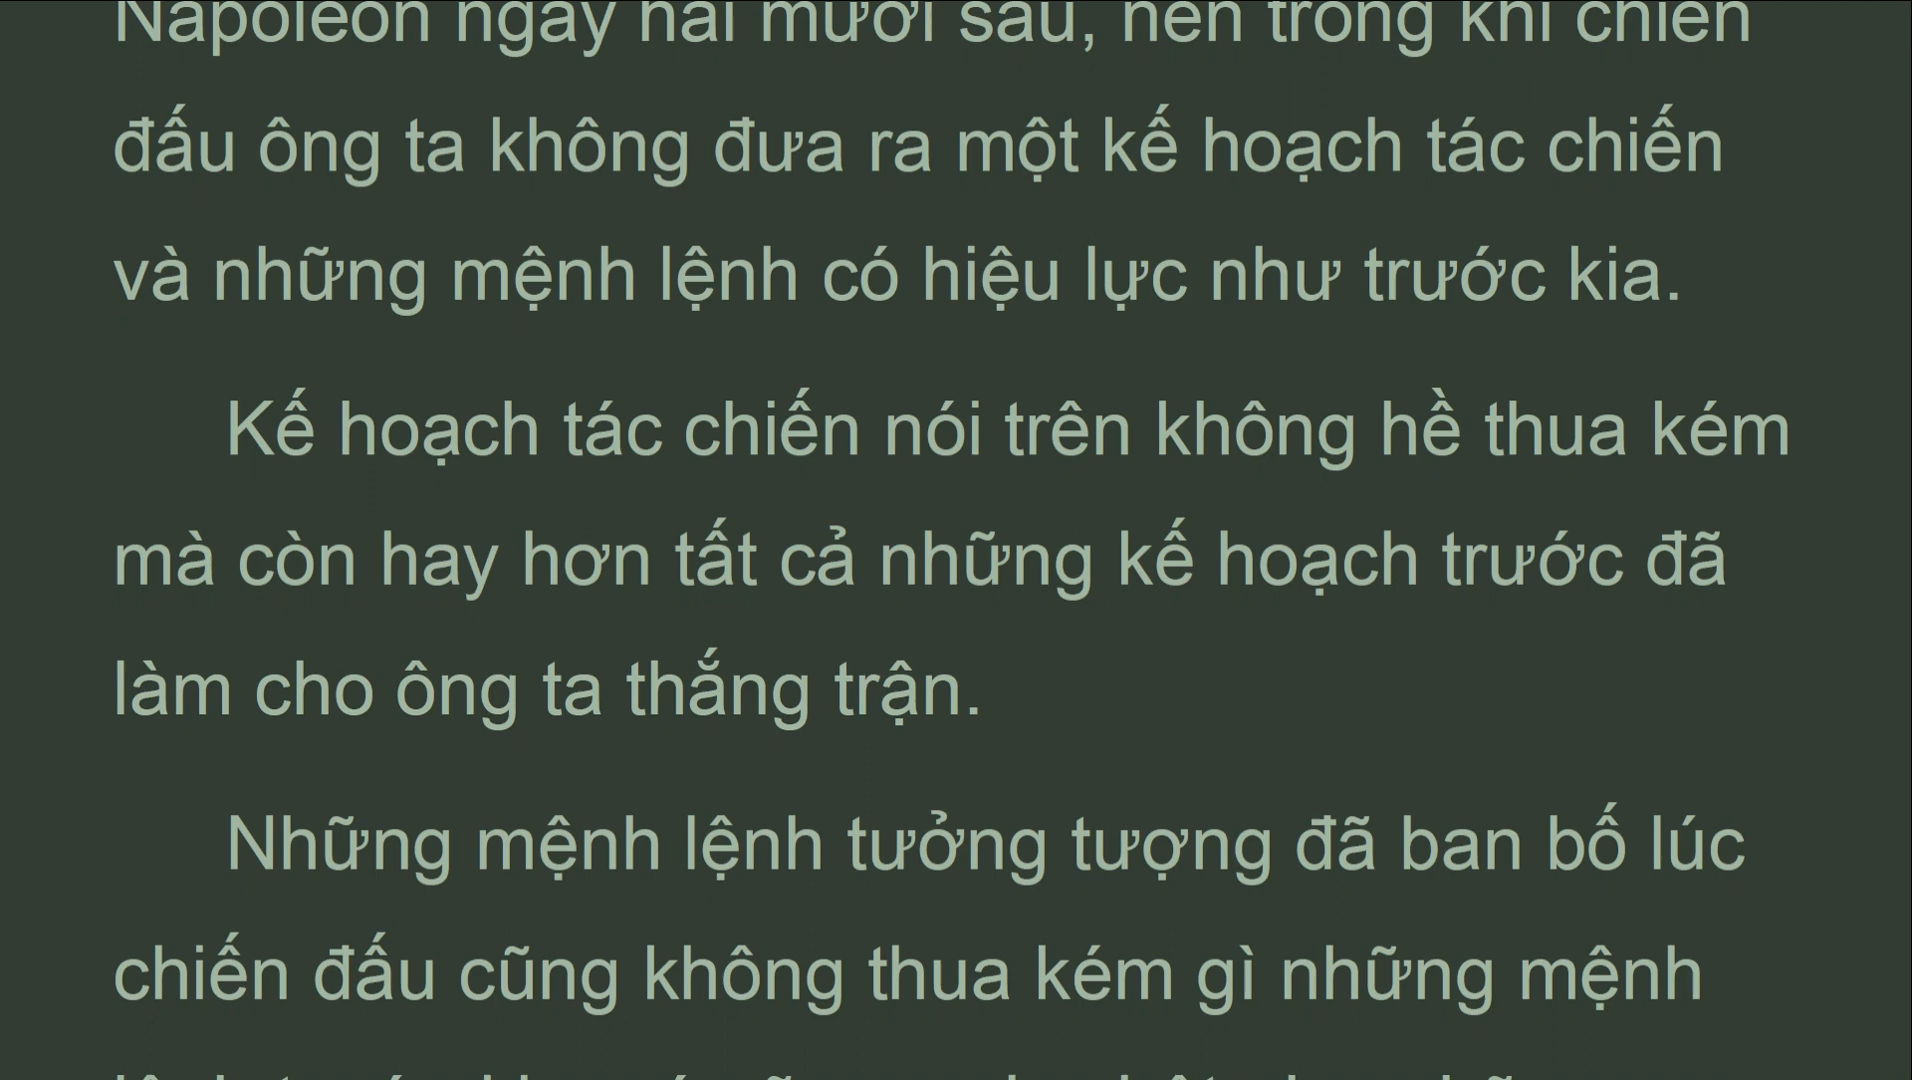 Napoléon ngày hai mươi sáu, nên trong khi chiến
đấu ông ta không đưa ra một kế hoạch tác chiến
và những mệnh lệnh có hiệu lực như trước kia.
Kế hoạch tác chiến nói trên không hề thua kém
mà còn hay hơn tất cả những kế hoạch trước đã
làm cho ông ta thắng trận.
Những mệnh lệnh tưởng tượng đã ban bố lúc
chiến đấu cũng không thua kém gì những mệnh